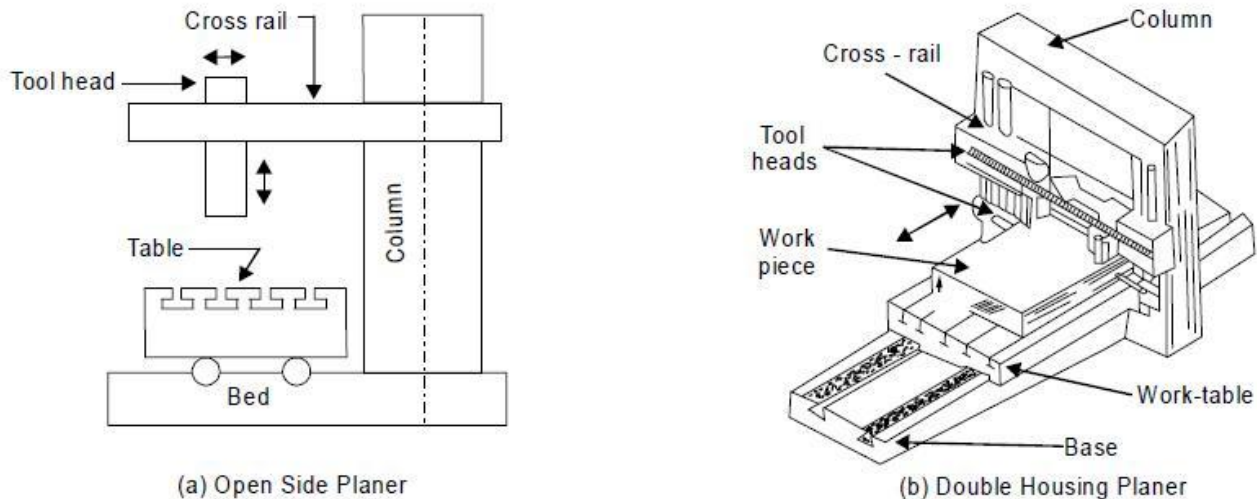 Cross rail
Tool head
Column
Table
Bed
(a) Open Side Planer
Column
Cross - rail
Tool
heads
Work
piece
Work-table
Base
(b) Double Housing Planer